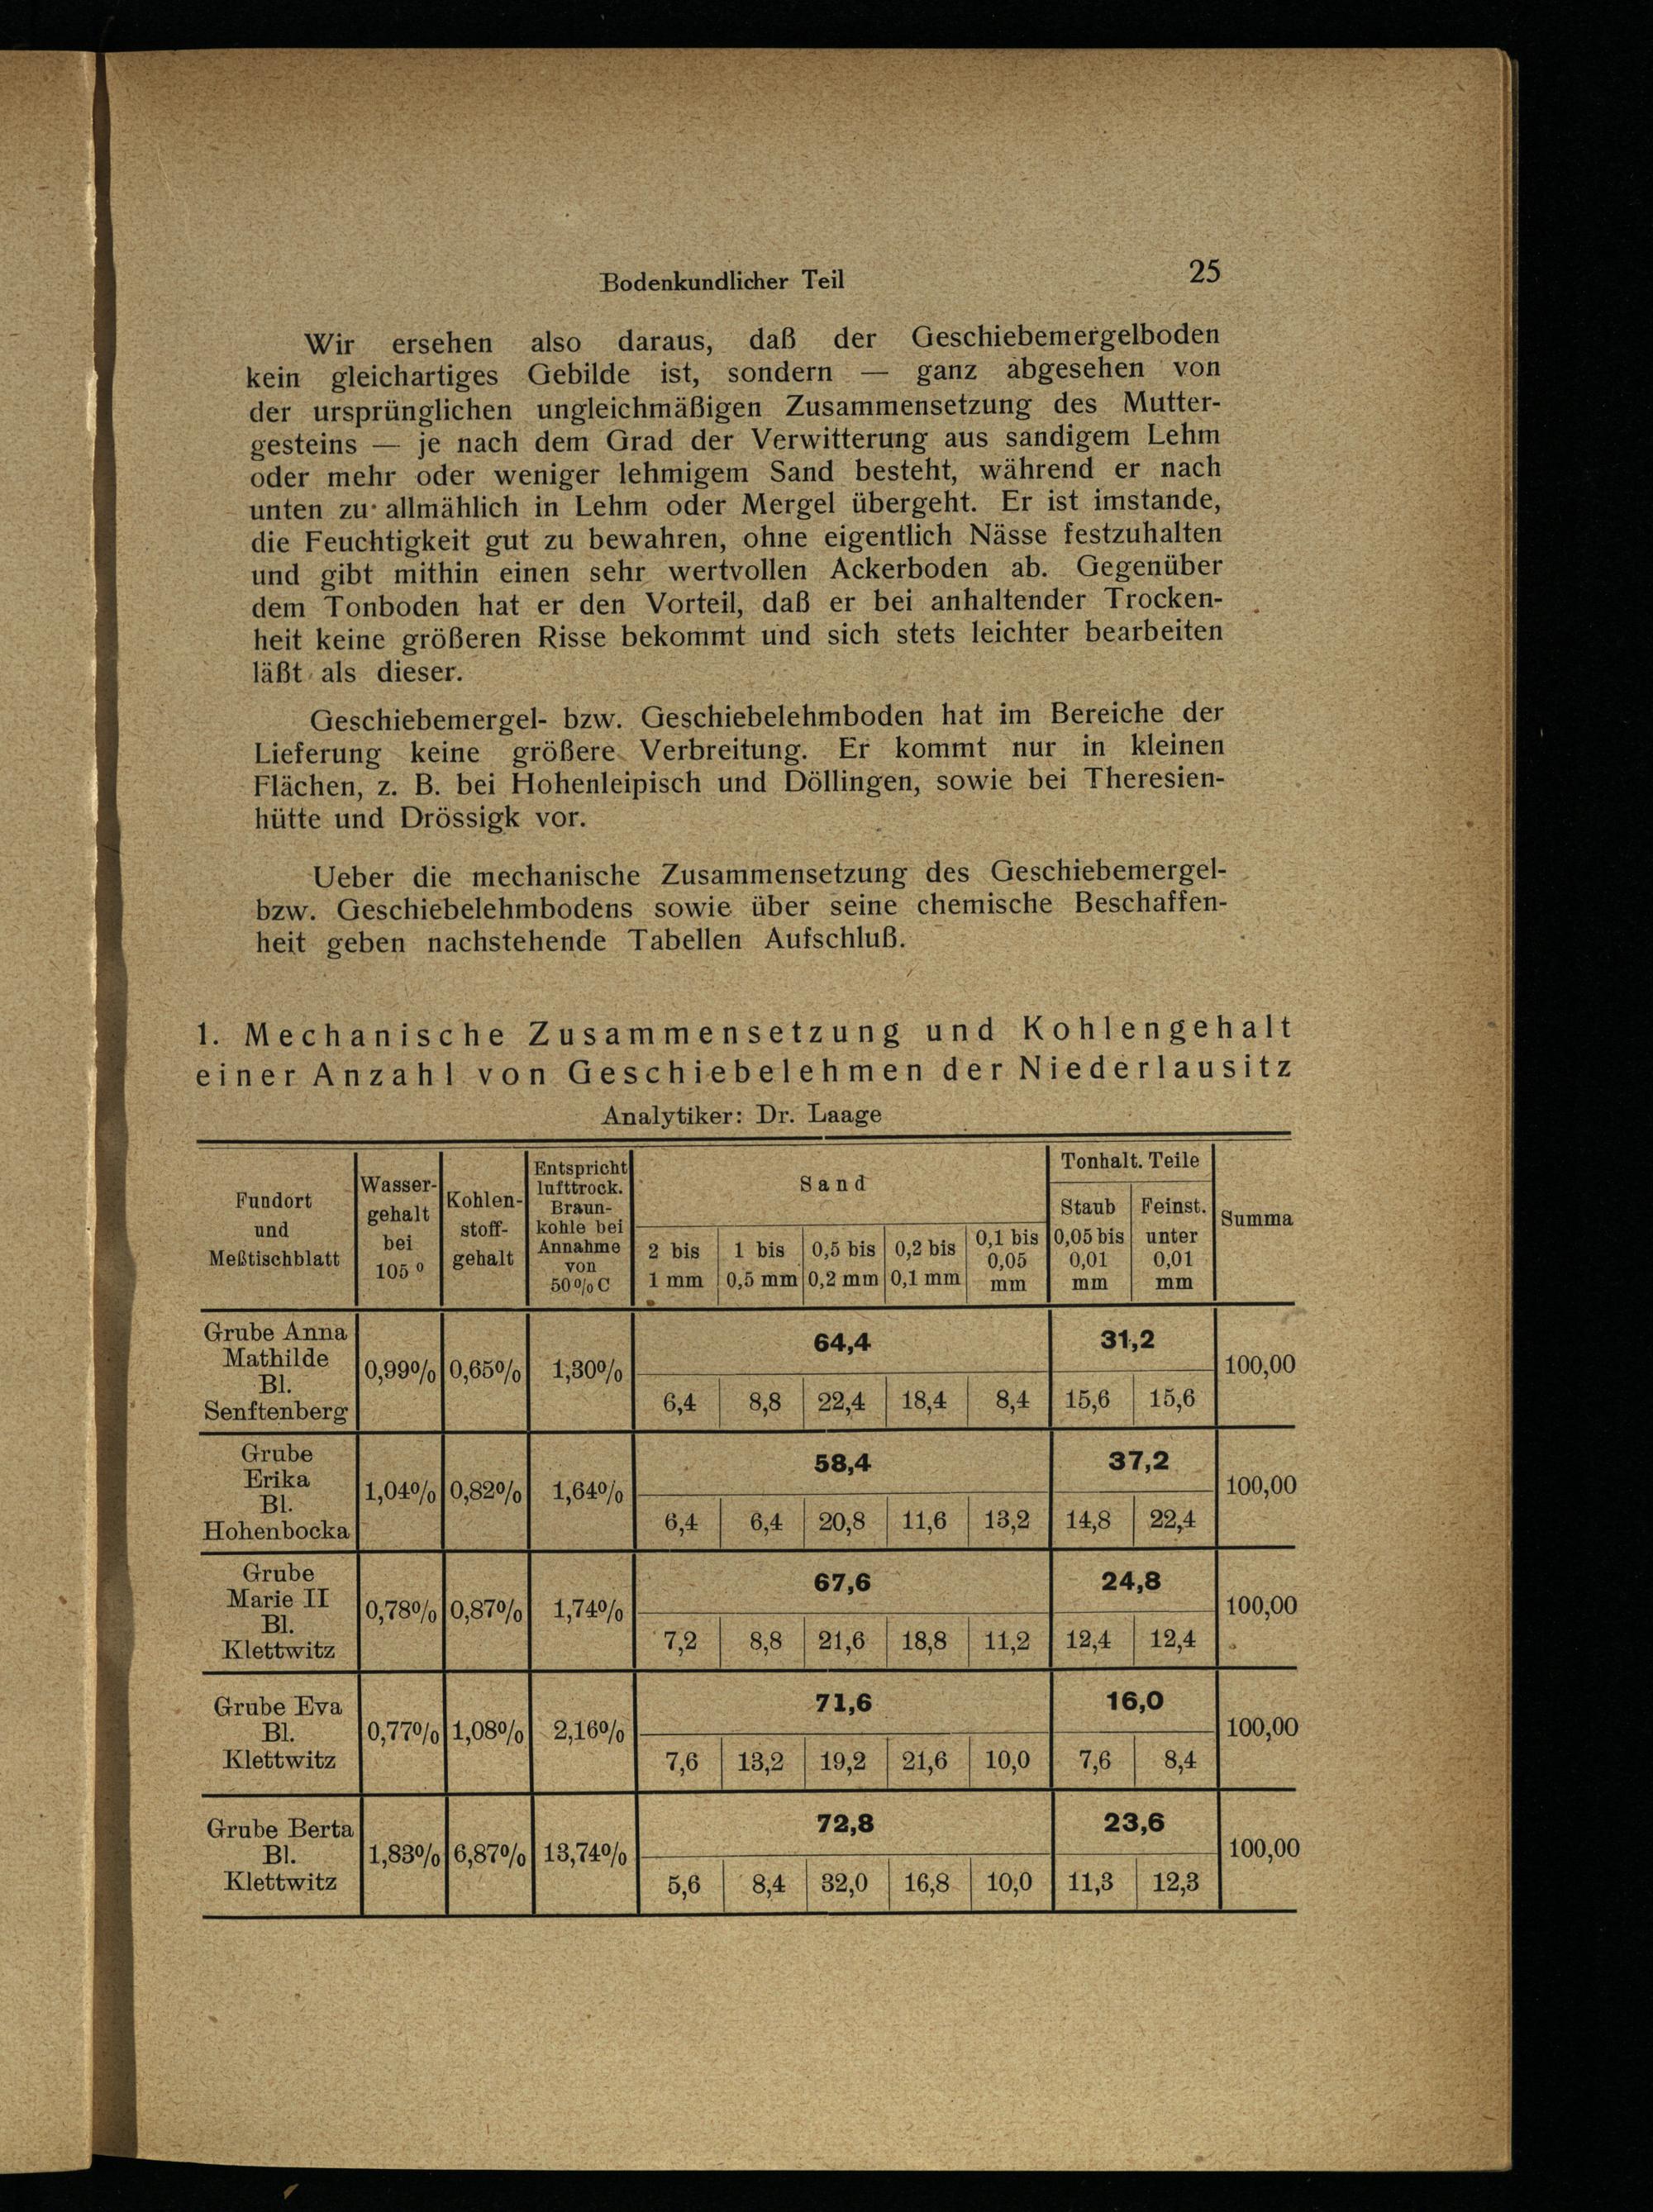 Bodenkundlicher Teil 25
Wir ersehen also daraus, daß der Geschiebemergelboden
kein gleichartiges Gebilde ist, sondern — ganz abgesehen von
der ursprünglichen ungleichmäßigen Zusammensetzung des Mutter-
gesteins — je nach dem Grad der Verwitterung aus sandigem Lehm
oder mehr oder weniger lehmigem Sand besteht, während er nach
unten zu allmählich in Lehm oder Mergel übergeht. Er ist imstande,
die Feuchtigkeit gut zu bewahren, ohne eigentlich Nässe festzuhalten
und gibt mithin einen sehr wertvollen Ackerboden ab. Gegenüber
dem Tonboden hat er den Vorteil, daß er bei anhaltender Trocken-
heit keine größeren Risse bekommt und sich stets leichter bearbeiten
läßt als dieser.
Geschiebemergel- bzw. Geschiebelehmboden hat im Bereiche der
Lieferung keine größere Verbreitung. Er kommt nur in kleinen
Flächen, z. B. bei Hohenleipisch und Döllingen, sowie bei Theresien-
hütte und Drössigk vor.
Ueber die mechanische Zusammensetzung des Geschiebemergel-
bzw. Geschiebelehmbodens sowie über seine chemische Beschaffen-
heit geben nachstehende Tabellen Aufschluß.
1. Mechanische Zusammensetzung und Kohlengehalt
einer Anzahl von Geschiebelehmen der Niederlausitz
Analytiker: Dr. Laage
Fundort
und
Meßtischblatt
Wasser-
gehalt
bei
105 °
Kohlen-
stoff-
gehalt
Entspricht
lufttrock.
Braun-
kohle bei
Annahme
von
50% C
Sand
2 bis
1 mm
1 bis
0,5 mm
0,5 bis
0,2 mm
0,2 bis
0,1 mm
0,1 bis
0,05
mm
Tonhalt. Teile
Staub
0,05 bis
0,01
mm
Feinst.
unter
0,01
mm
Summa
Grube Anna
Mathilde
Bl.
Senftenberg
0,99% 0,65% 1,30%
64,4 31,2
6,4 8,8 22,4 18,4 8,4 15,6 15,6
100,00
Grube
Erika
Bl.
Hohenbocka
1,04% 0,82% 1,64%
58,4 37,2
6,4 6,4 20,8 11,6 13,2 14,8 22,4
100,00
Grube
Marie II
Bl.
Klettwitz
0,78% 0,87% 1,74%
67,6 24,8
7,2 8,8 21,6 18,8 11,2 12,4 12,4
100,00
Grube Eva
Bl.
Klettwitz
0,77% 1,08% 2,16%
71,6 16,0
7,6 13,2 19,2 21,6 10,0 7,6 8,4
100,00
Grube Berta
Bl.
Klettwitz
1,83% 6,87% 13,74%
72,8 23,6
5,6 8,4 32,0 16,8 10,0 11,3 12,3
100,00